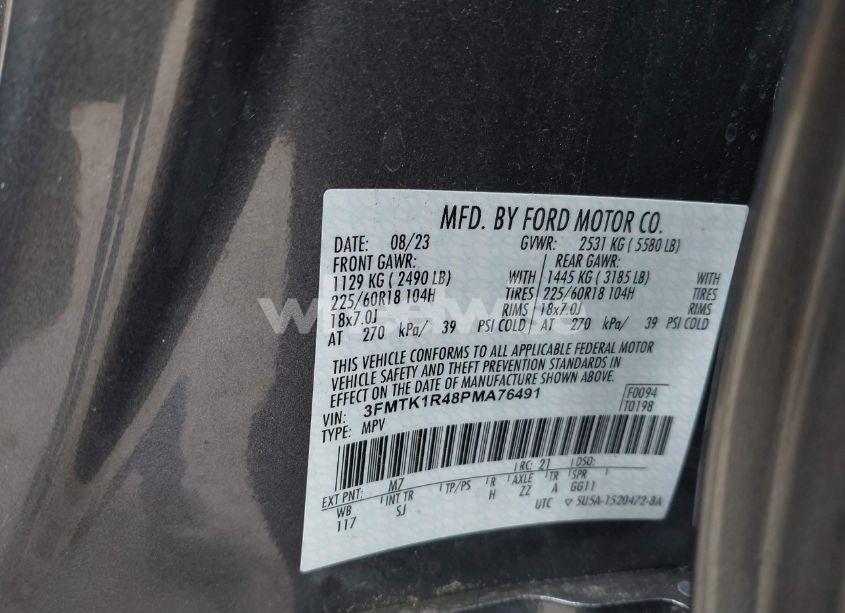 MFD. BY FORD MOTOR CO.
DATE: 08/23 GVWR: 2531 KG ( 5580 LB)
FRONT GAWR: REAR GAWR:
1129 KG ( 2490 LB) WITH 1445 KG ( 3185 LB) WITH
225/60R18 104H TIRES 225/60R18 104H TIRES
18x7.0J RIMS 18x7.0J RIMS
AT 270 kPa/ 39 PSI COLD AT 270 kPa/ 39 PSI COLD
THIS VEHICLE CONFORMS TO ALL APPLICABLE FEDERAL MOTOR
VEHICLE SAFETY AND THEFT PREVENTION STANDARDS IN
EFFECT ON THE DATE OF MANUFACTURE SHOWN ABOVE.
VIN: 3FMTK1R48PMA76491 F0094
TYPE: MPV T0198
RC: 21 DSO:
EXT PNT: M7
WB INT TR TP/PS R AXLE TR SPR
117 SJ H ZZ A GG11
UTC ▽ 5U5A-1520472-BA